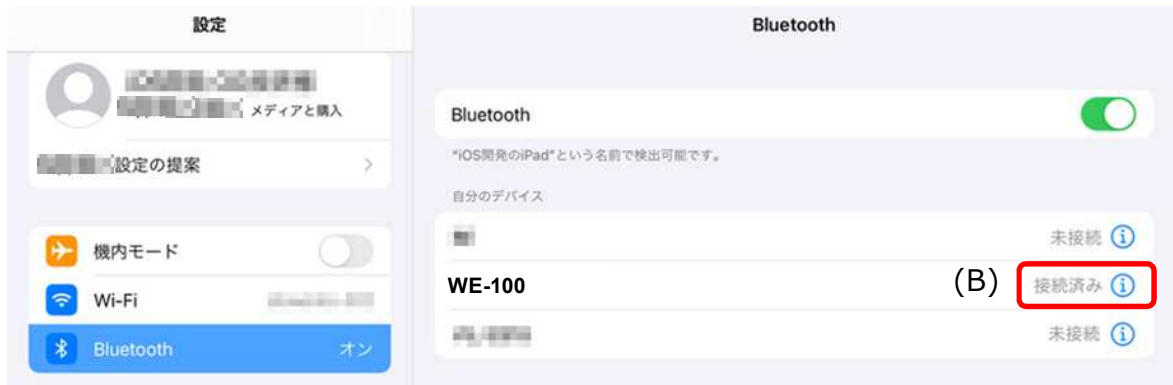 設定
メディアと購入
設定の提案
機内モード
Wi-Fi
Bluetooth オン
Bluetooth
Bluetooth
"iOS開発のiPad"という名前で検出可能です。
自分のデバイス
未接続
WE-100 (B) 接続済み
未接続